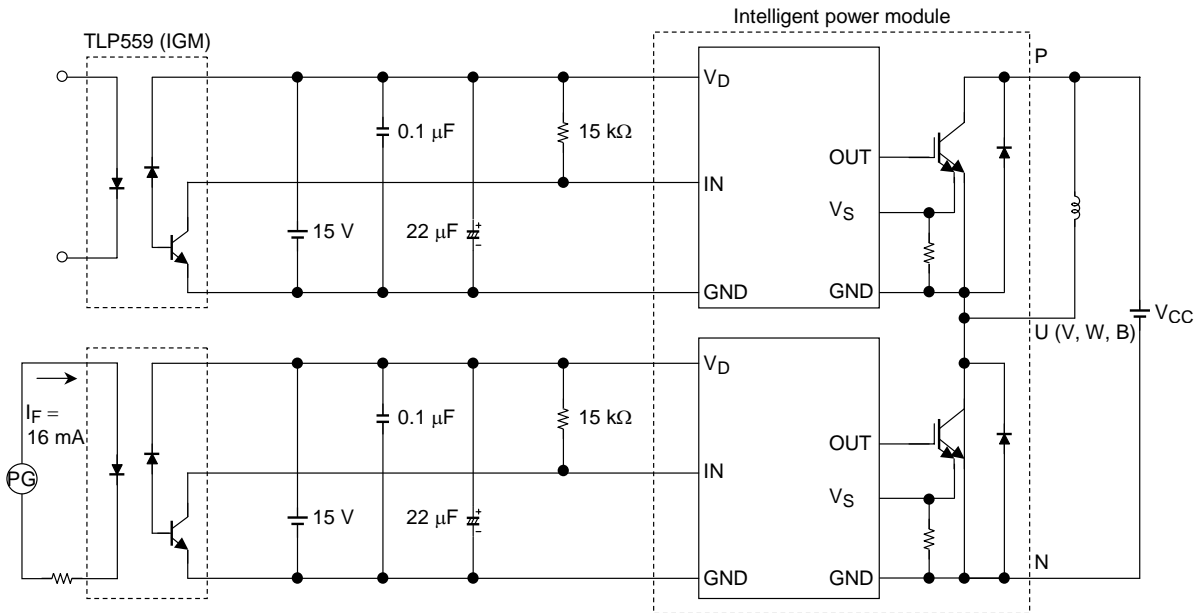 Intelligent power module
TLP559 (IGM)
P
VD
0.1 μF
15 kΩ
OUT
IN
VS
15 V
22 μF
+
-
GND
GND
VCC
U (V, W, B)
VD
IF =
16 mA
0.1 μF
15 kΩ
OUT
PG
IN
VS
15 V
22 μF
+
-
N
GND
GND